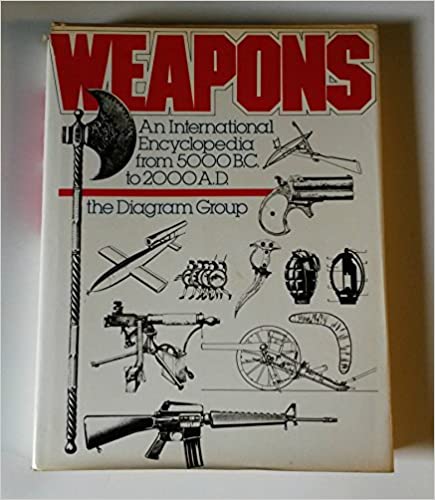 WEAPONS
An International
Encyclopedia
from 5000 B.C.
to 2000 A.D.
the Diagram Group